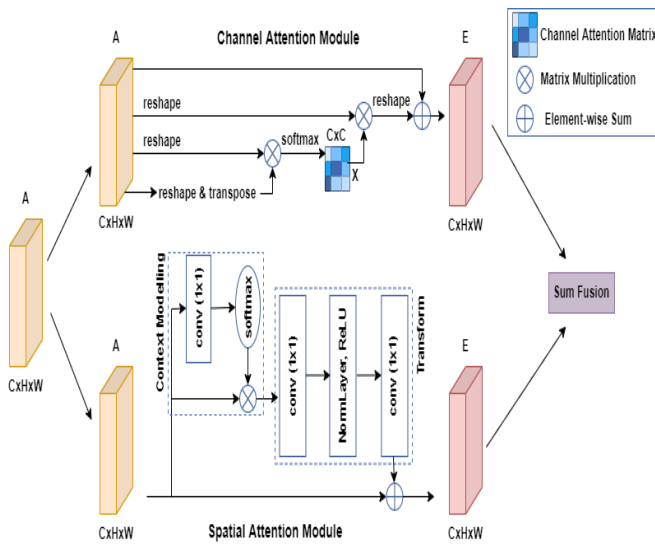 A
Channel Attention Module
E
Channel Attention Matrix
Matrix Multiplication
Element-wise Sum
reshape
reshape
softmax
CxC
X
reshape
reshape & transpose
CxHxW
CxHxW
A
CxHxW
Context Modelling
conv (1x1)
softmax
conv (1x1)
NormLayer, ReLU
conv (1x1)
Transform
Sum Fusion
A
E
CxHxW
CxHxW
Spatial Attention Module